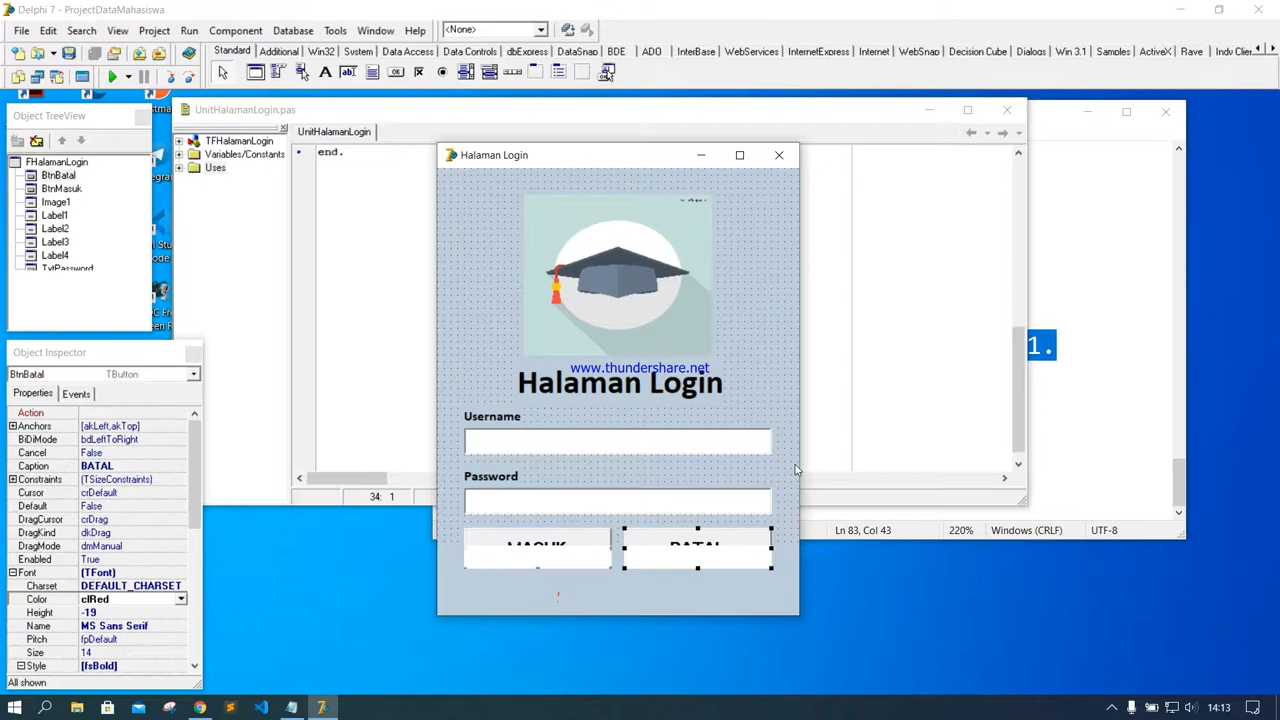 Delphi 7 - ProjectDataMahasiswa
File Edit Search View Project Run Component Database Tools Window Help
<None>
Standard Additional Win32 System Data Access Data Controls dbExpress DataSnap BDE ADO InterBase WebServices InternetExpress Internet WebSnap Decision Cube Dialogs Win 3.1 Samples ActiveX Rave Indy Clien
Object TreeView
FHalamanLogin
BtnBatal
BtnMasuk
Image1
Label1
Label2
Label3
Label4
TxtPassword
UnitHalamanLogin.pas
TFHalamanLogin
Variables/Constants
Uses
UnitHalamanLogin
end.
34: 1
Halaman Login
www.thundershare.net
Halaman Login
Username
Password
MASUK BATAL
1.
Ln 83, Col 43 220% Windows (CRLF) UTF-8
Object Inspector
BtnBatal TButton
Properties Events
Action
Anchors [akLeft,akTop]
BiDiMode bdLeftToRight
Cancel False
Caption BATAL
Constraints (TSizeConstraints)
Cursor crDefault
Default False
DragCursor crDrag
DragKind dkDrag
DragMode dmManual
Enabled True
Font (TFont)
Charset DEFAULT_CHARSET
Color clRed
Height -19
Name MS Sans Serif
Pitch fpDefault
Size 14
Style [fsBold]
All shown
14:13